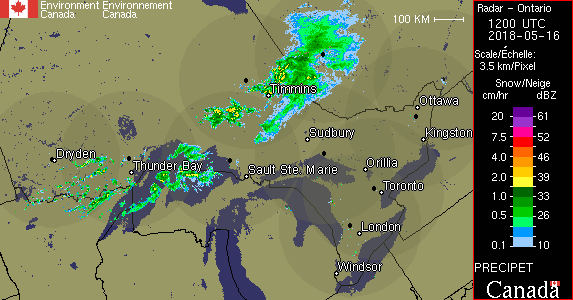 Environment Environnement
Canada Canada
100 KM
Timmins
Ottawa
Sudbury
Kingston
Dryden
Thunder Bay
Sault Ste. Marie
Orillia
Toronto
London
Windsor
Radar - Ontario
1200 UTC
2018-05-16
Scale/Échelle:
3.5 km/Pixel
Snow/Neige
cm/hr dBZ
20 61
7.5 57
5.2 52
4.0 46
2.0 39
1.0 33
0.5 26
0.1 10
PRECIPET
Canada